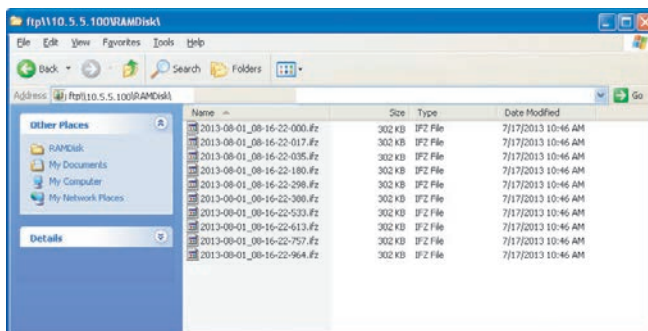 ftp\\10.5.5.100\RAMDisk\
File Edit View Favorites Tools Help
Back Search Folders
Address ftp\\10.5.5.100\RAMDisk\ Go
Other Places
RAMDisk
My Documents
My Computer
My Network Places
Details
Name Size Type Date Modified
2013-08-01_08-16-22-000.ifz 302 KB IFZ File 7/17/2013 10:46 AM
2013-08-01_08-16-22-017.ifz 302 KB IFZ File 7/17/2013 10:46 AM
2013-08-01_08-16-22-035.ifz 302 KB IFZ File 7/17/2013 10:46 AM
2013-08-01_08-16-22-180.ifz 302 KB IFZ File 7/17/2013 10:46 AM
2013-08-01_08-16-22-298.ifz 302 KB IFZ File 7/17/2013 10:46 AM
302 KB IFZ File 7/17/2013 10:46 AM
2013-08-01_08-16-22-533.ifz 302 KB IFZ File 7/17/2013 10:46 AM
2013-08-01_08-16-22-613.ifz 302 KB IFZ File 7/17/2013 10:46 AM
2013-08-01_08-16-22-757.ifz 302 KB IFZ File 7/17/2013 10:46 AM
2013-08-01_08-16-22-964.ifz 302 KB IFZ File 7/17/2013 10:46 AM